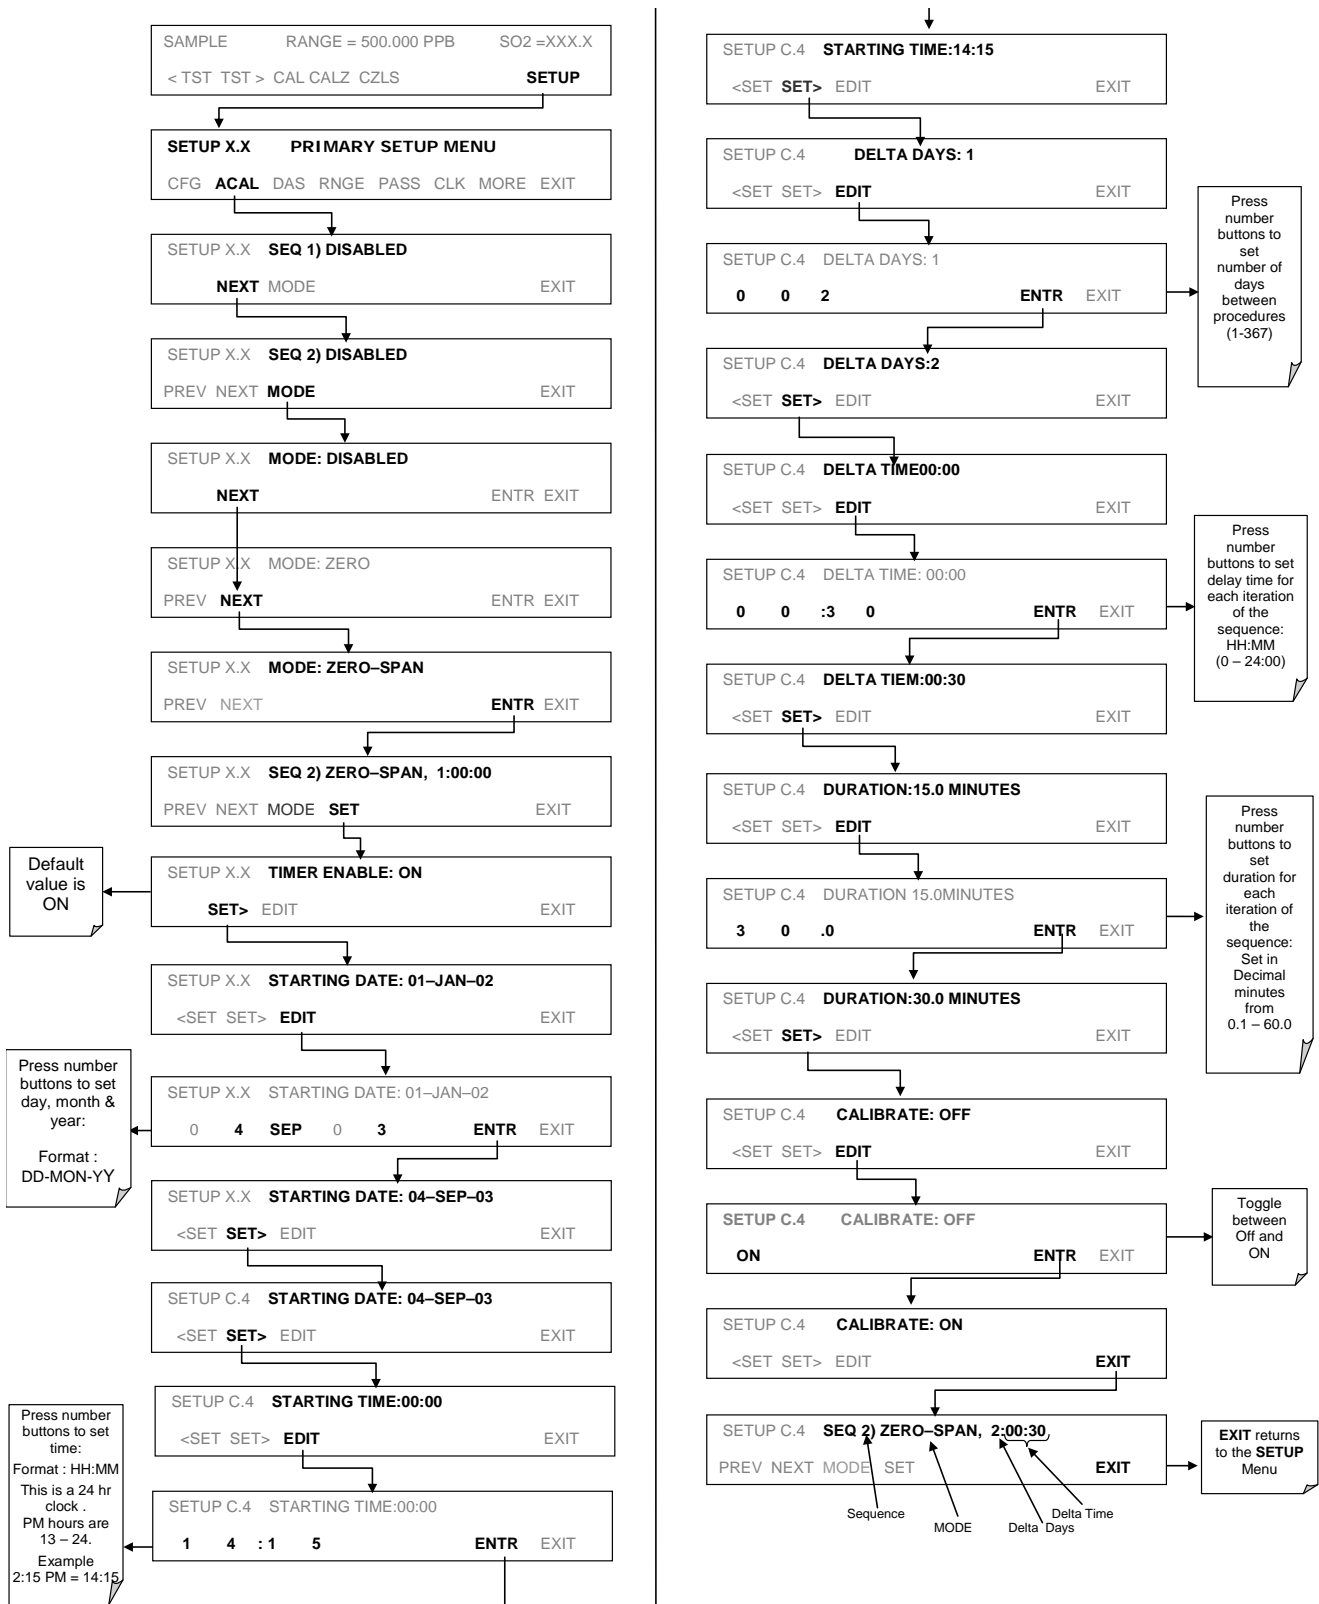 SAMPLE RANGE = 500.000 PPB SO2 =XXX.X
< TST TST > CAL CALZ CZLS SETUP
SETUP X.X PRIMARY SETUP MENU
CFG ACAL DAS RNGE PASS CLK MORE EXIT
SETUP X.X SEQ 1) DISABLED
NEXT MODE EXIT
SETUP X.X SEQ 2) DISABLED
PREV NEXT MODE EXIT
SETUP X.X MODE: DISABLED
NEXT ENTR EXIT
SETUP X.X MODE: ZERO
PREV NEXT ENTR EXIT
SETUP X.X MODE: ZERO–SPAN
PREV NEXT ENTR EXIT
SETUP X.X SEQ 2) ZERO–SPAN, 1:00:00
PREV NEXT MODE SET EXIT
Default
value is
ON
SETUP X.X TIMER ENABLE: ON
SET> EDIT EXIT
SETUP X.X STARTING DATE: 01–JAN–02
<SET SET> EDIT EXIT
Press number
buttons to set
day, month &
year:
Format :
DD-MON-YY
SETUP X.X STARTING DATE: 01–JAN–02
0 4 SEP 0 3 ENTR EXIT
SETUP X.X STARTING DATE: 04–SEP–03
<SET SET> EDIT EXIT
SETUP C.4 STARTING DATE: 04–SEP–03
<SET SET> EDIT EXIT
SETUP C.4 STARTING TIME:00:00
<SET SET> EDIT EXIT
Press number
buttons to set
time:
Format : HH:MM
This is a 24 hr
clock .
PM hours are
13 – 24.
Example
2:15 PM = 14:15
SETUP C.4 STARTING TIME:00:00
1 4 :1 5 ENTR EXIT
SETUP C.4 STARTING TIME:14:15
<SET SET> EDIT EXIT
SETUP C.4 DELTA DAYS: 1
<SET SET> EDIT EXIT
SETUP C.4 DELTA DAYS: 1
0 0 2 ENTR EXIT
Press
number
buttons to
set
number of
days
between
procedures
(1-367)
SETUP C.4 DELTA DAYS:2
<SET SET> EDIT EXIT
SETUP C.4 DELTA TIME00:00
<SET SET> EDIT EXIT
SETUP C.4 DELTA TIME: 00:00
0 0 :3 0 ENTR EXIT
Press
number
buttons to set
delay time for
each iteration
of the
sequence:
HH:MM
(0 – 24:00)
SETUP C.4 DELTA TIEM:00:30
<SET SET> EDIT EXIT
SETUP C.4 DURATION:15.0 MINUTES
<SET SET> EDIT EXIT
SETUP C.4 DURATION 15.0MINUTES
3 0 .0 ENTR EXIT
Press
number
buttons to
set
duration for
each
iteration of
the
sequence:
Set in
Decimal
minutes
from
0.1 – 60.0
SETUP C.4 DURATION:30.0 MINUTES
<SET SET> EDIT EXIT
SETUP C.4 CALIBRATE: OFF
<SET SET> EDIT EXIT
SETUP C.4 CALIBRATE: OFF
ON ENTR EXIT
Toggle
between
Off and
ON
SETUP C.4 CALIBRATE: ON
<SET SET> EDIT EXIT
SETUP C.4 SEQ 2) ZERO–SPAN, 2:00:30
PREV NEXT MODE SET EXIT
EXIT returns
to the SETUP
Menu
Sequence MODE Delta Days Delta Time